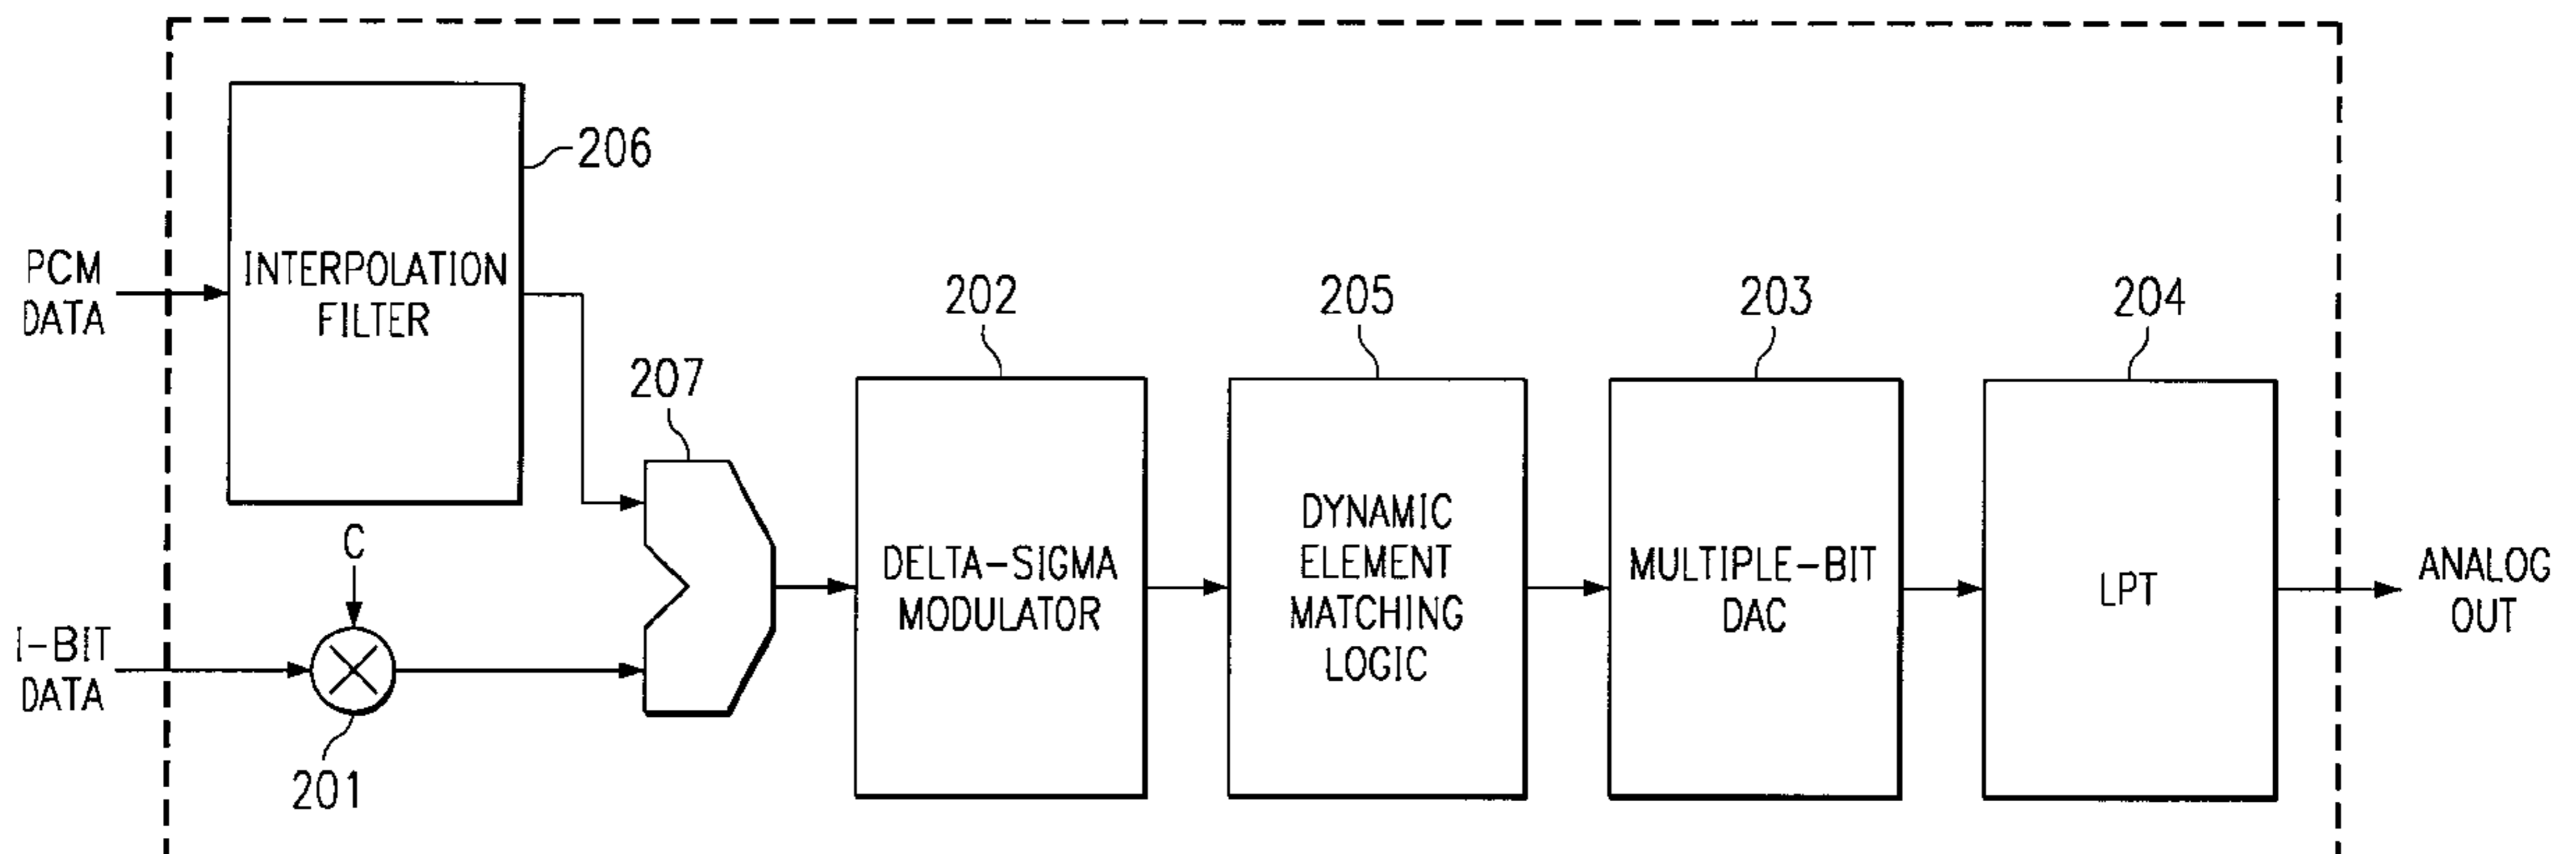 206
PCM
DATA
INTERPOLATION
FILTER
207
202
205
203
204
C
I-BIT
DATA
201
DELTA-SIGMA
MODULATOR
DYNAMIC
ELEMENT
MATCHING
LOGIC
MULTIPLE-BIT
DAC
LPT
ANALOG
OUT